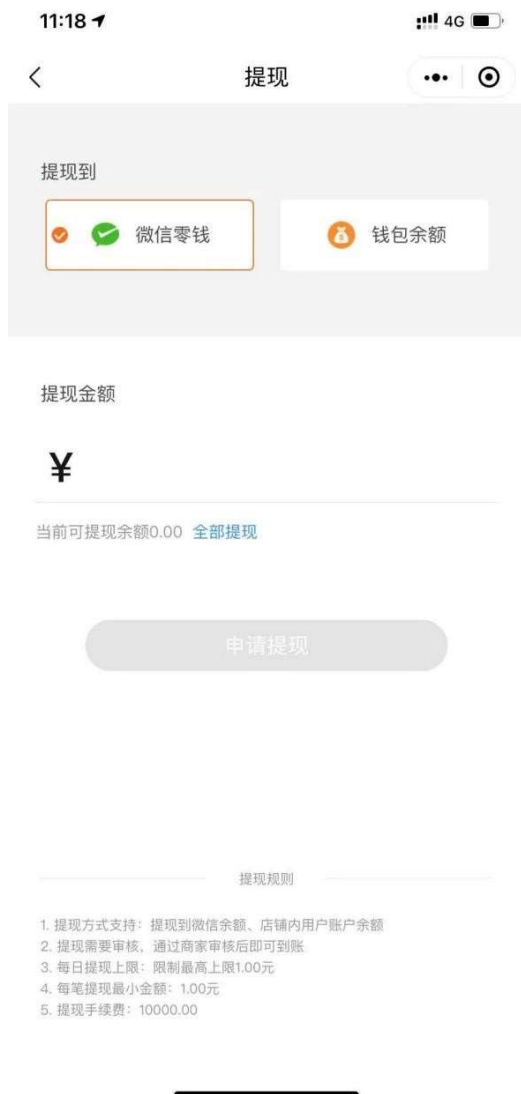 11:18
4G
提现
提现到
微信零钱
钱包余额
提现金额
¥
当前可提现余额0.00 全部提现
申请提现
提现规则
1. 提现方式支持：提现到微信余额、店铺内用户账户余额
2. 提现需要审核，通过商家审核后即可到账
3. 每日提现上限：限制最高上限1.00元
4. 每笔提现最小金额：1.00元
5. 提现手续费：10000.00